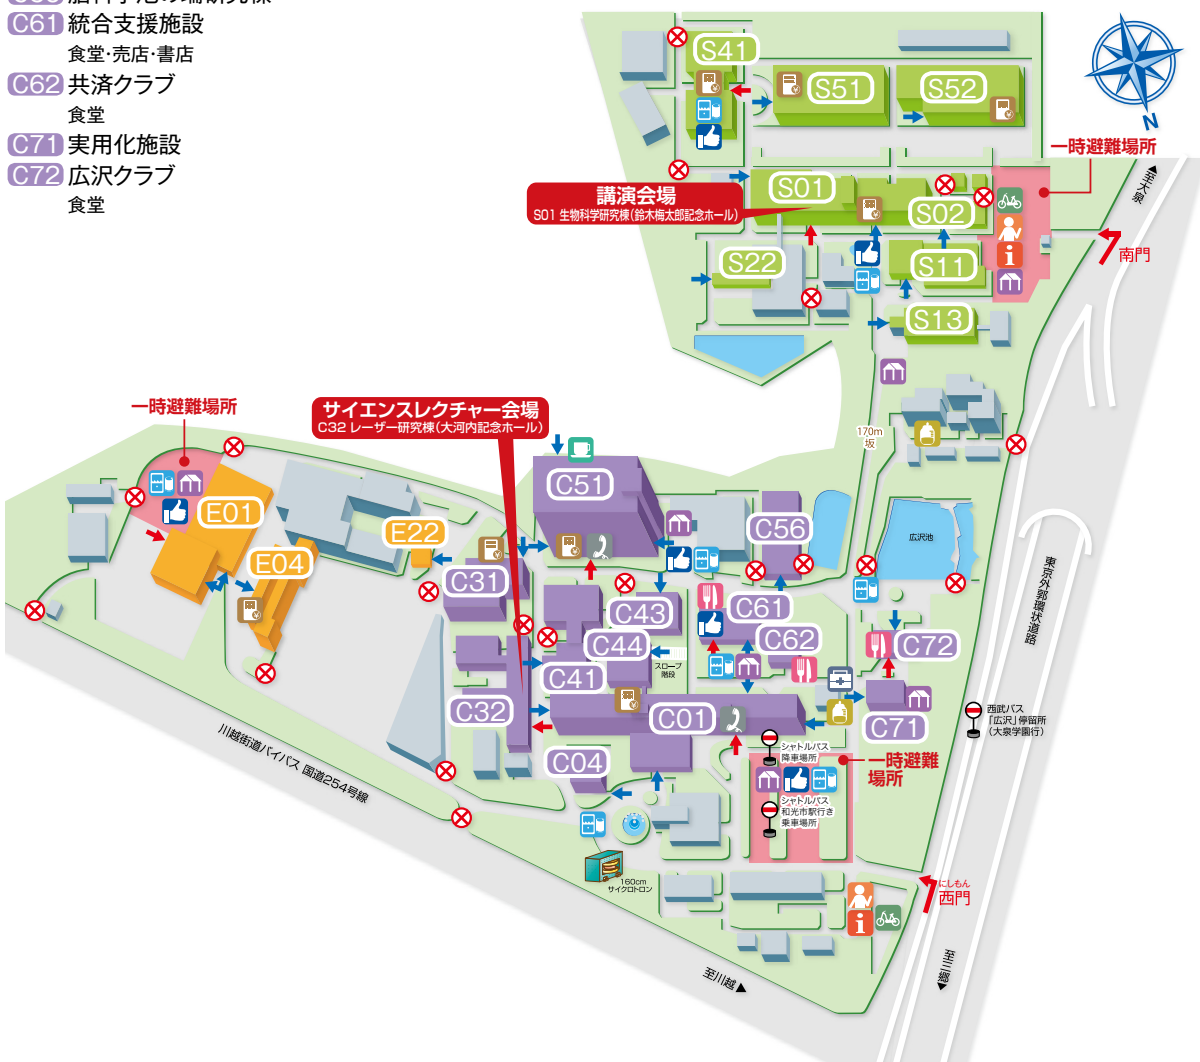 C61 統合支援施設
食堂・売店・書店
C62 共済クラブ
食堂
C71 実用化施設
C72 広沢クラブ
食堂
S41
S51
S52
N
一時避難場所
▲至大泉
講演会場
S01 生物科学研究棟(鈴木梅太郎記念ホール)
S01
S02
南門
S22
S11
i
S13
170m
坂
一時避難場所
サイエンスレクチャー会場
C32 レーザー研究棟(大河内記念ホール)
C51
E01
E22
C56
広沢池
E04
C31
C43
C61
東京外郭環状道路
C44
C62
C72
スロープ
階段
C41
C32
C01
C71
西武バス
「広沢」停留所
(大泉学園行)
川越街道バイパス 国道254号線
C04
シャトルバス
降車場所
一時避難
場所
シャトルバス
和光市駅行き
乗車場所
160cm
サイクロトロン
にしもん
西門
i
至川越▲
至三郷▼